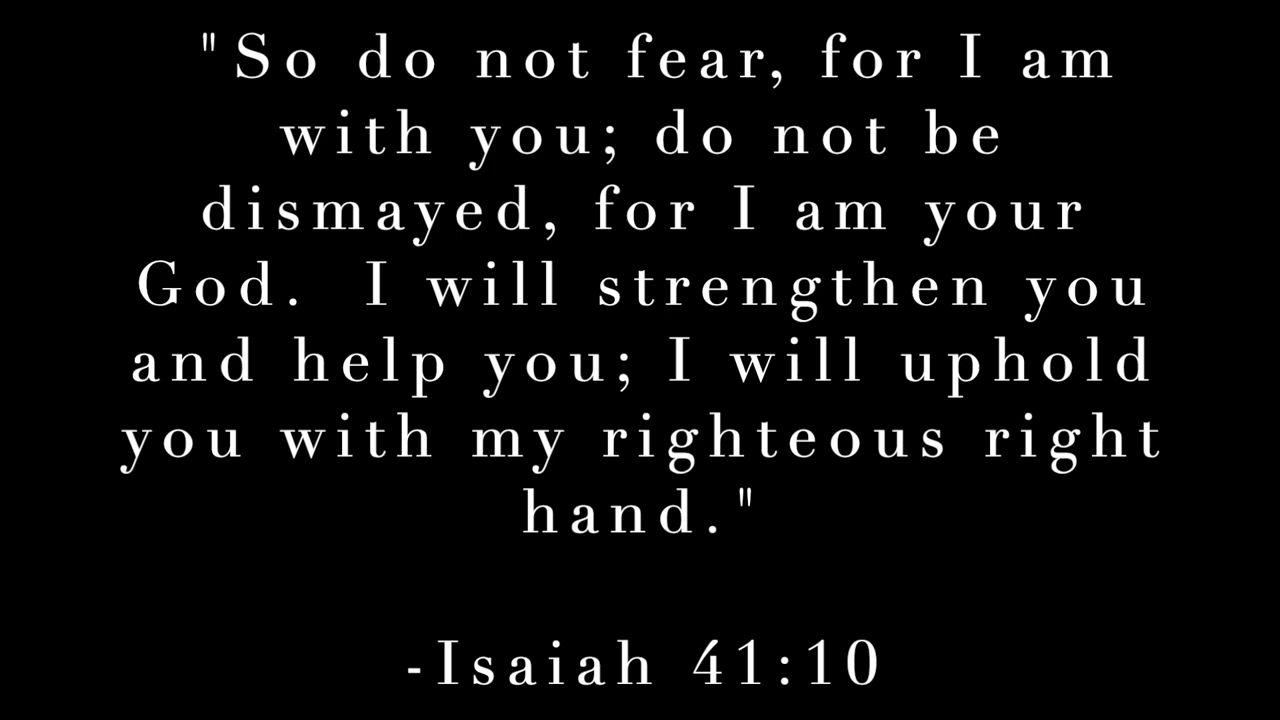 "So do not fear, for I am
with you; do not be
dismayed, for I am your
God.  I will strengthen you
and help you; I will uphold
you with my righteous right
hand."
-Isaiah 41:10